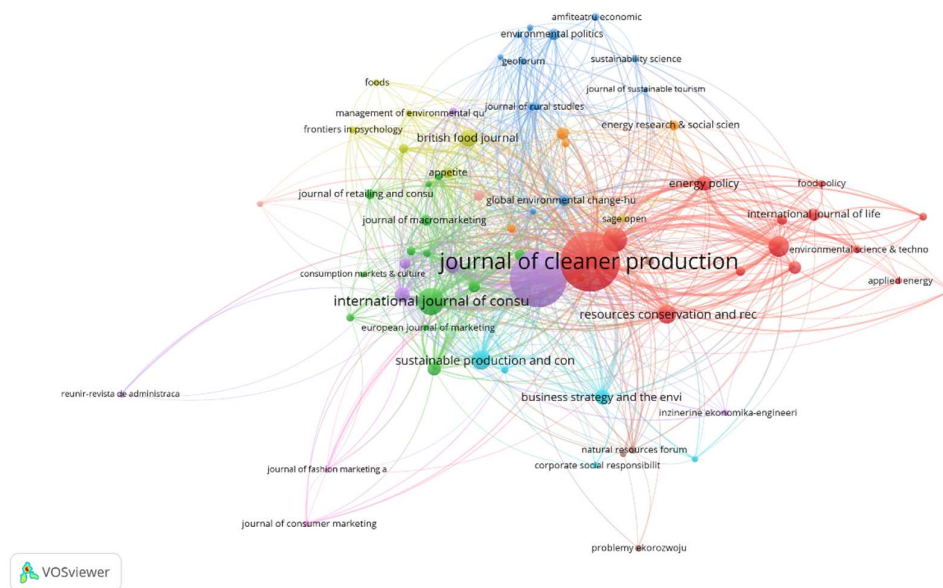 amfiteatru economic
environmental politics
geoforum
sustainability science
foods
journal of sustainable tourism
management of environmental qu
journal of rural studies
frontiers in psychology
energy research & social scien
british food journal
appetite
energy policy
food policy
journal of retailing and consu
global environmental change-hu
journal of macromarketing
sage open
international journal of life
environmental science & techno
journal of cleaner production
consumption markets & culture
applied energy
international journal of consu
resources conservation and rec
european journal of marketing
sustainable production and con
reunir-revista de administraca
business strategy and the envi
inzinerine ekonomika-engineeri
natural resources forum
journal of fashion marketing a
corporate social responsibilit
journal of consumer marketing
problemy ekorozwoju
VOSviewer